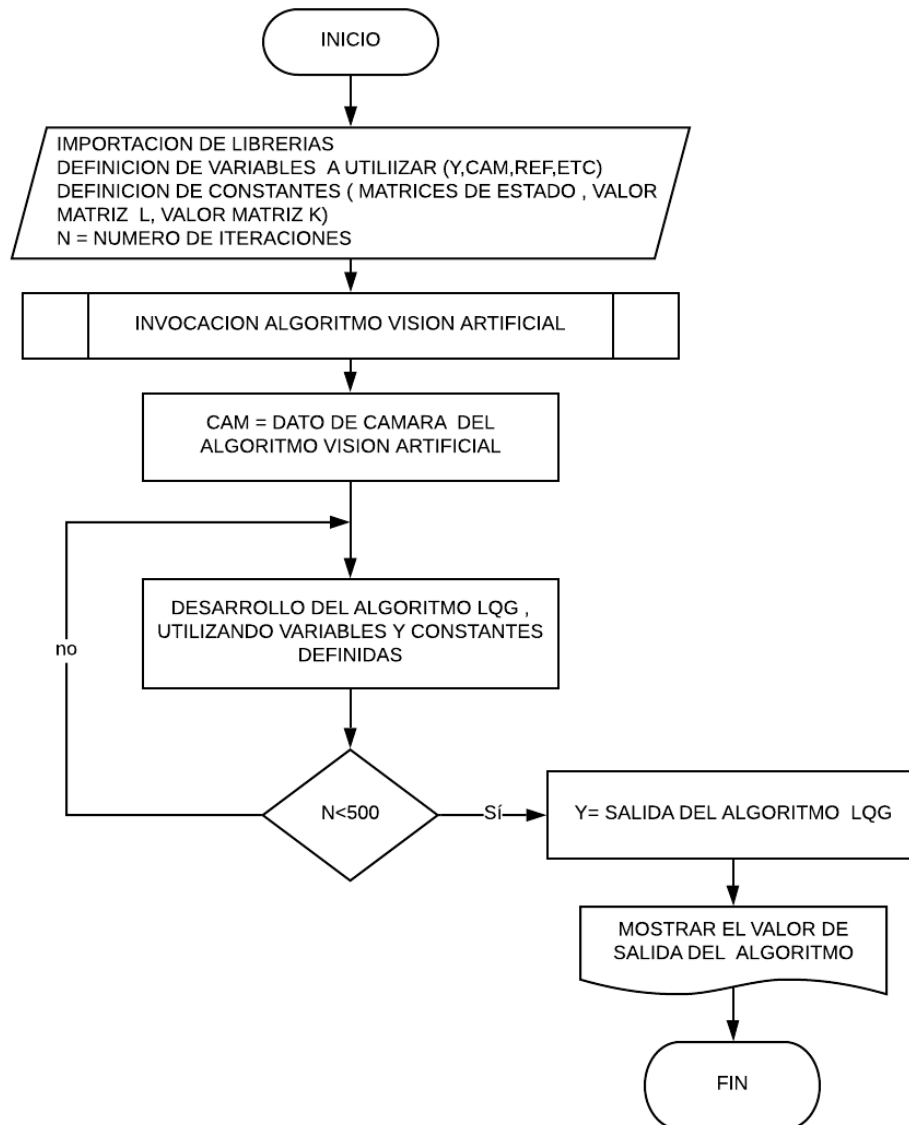 INICIO
IMPORTACION DE LIBRERIAS
DEFINICION DE VARIABLES A UTILIIZAR (Y,CAM,REF,ETC)
DEFINICION DE CONSTANTES ( MATRICES DE ESTADO , VALOR
MATRIZ L, VALOR MATRIZ K)
N = NUMERO DE ITERACIONES
INVOCACION ALGORITMO VISION ARTIFICIAL
CAM = DATO DE CAMARA DEL
ALGORITMO VISION ARTIFICIAL
DESARROLLO DEL ALGORITMO LQG ,
UTILIZANDO VARIABLES Y CONSTANTES
DEFINIDAS
no
N<500
Sí
Y= SALIDA DEL ALGORITMO LQG
MOSTRAR EL VALOR DE
SALIDA DEL ALGORITMO
FIN